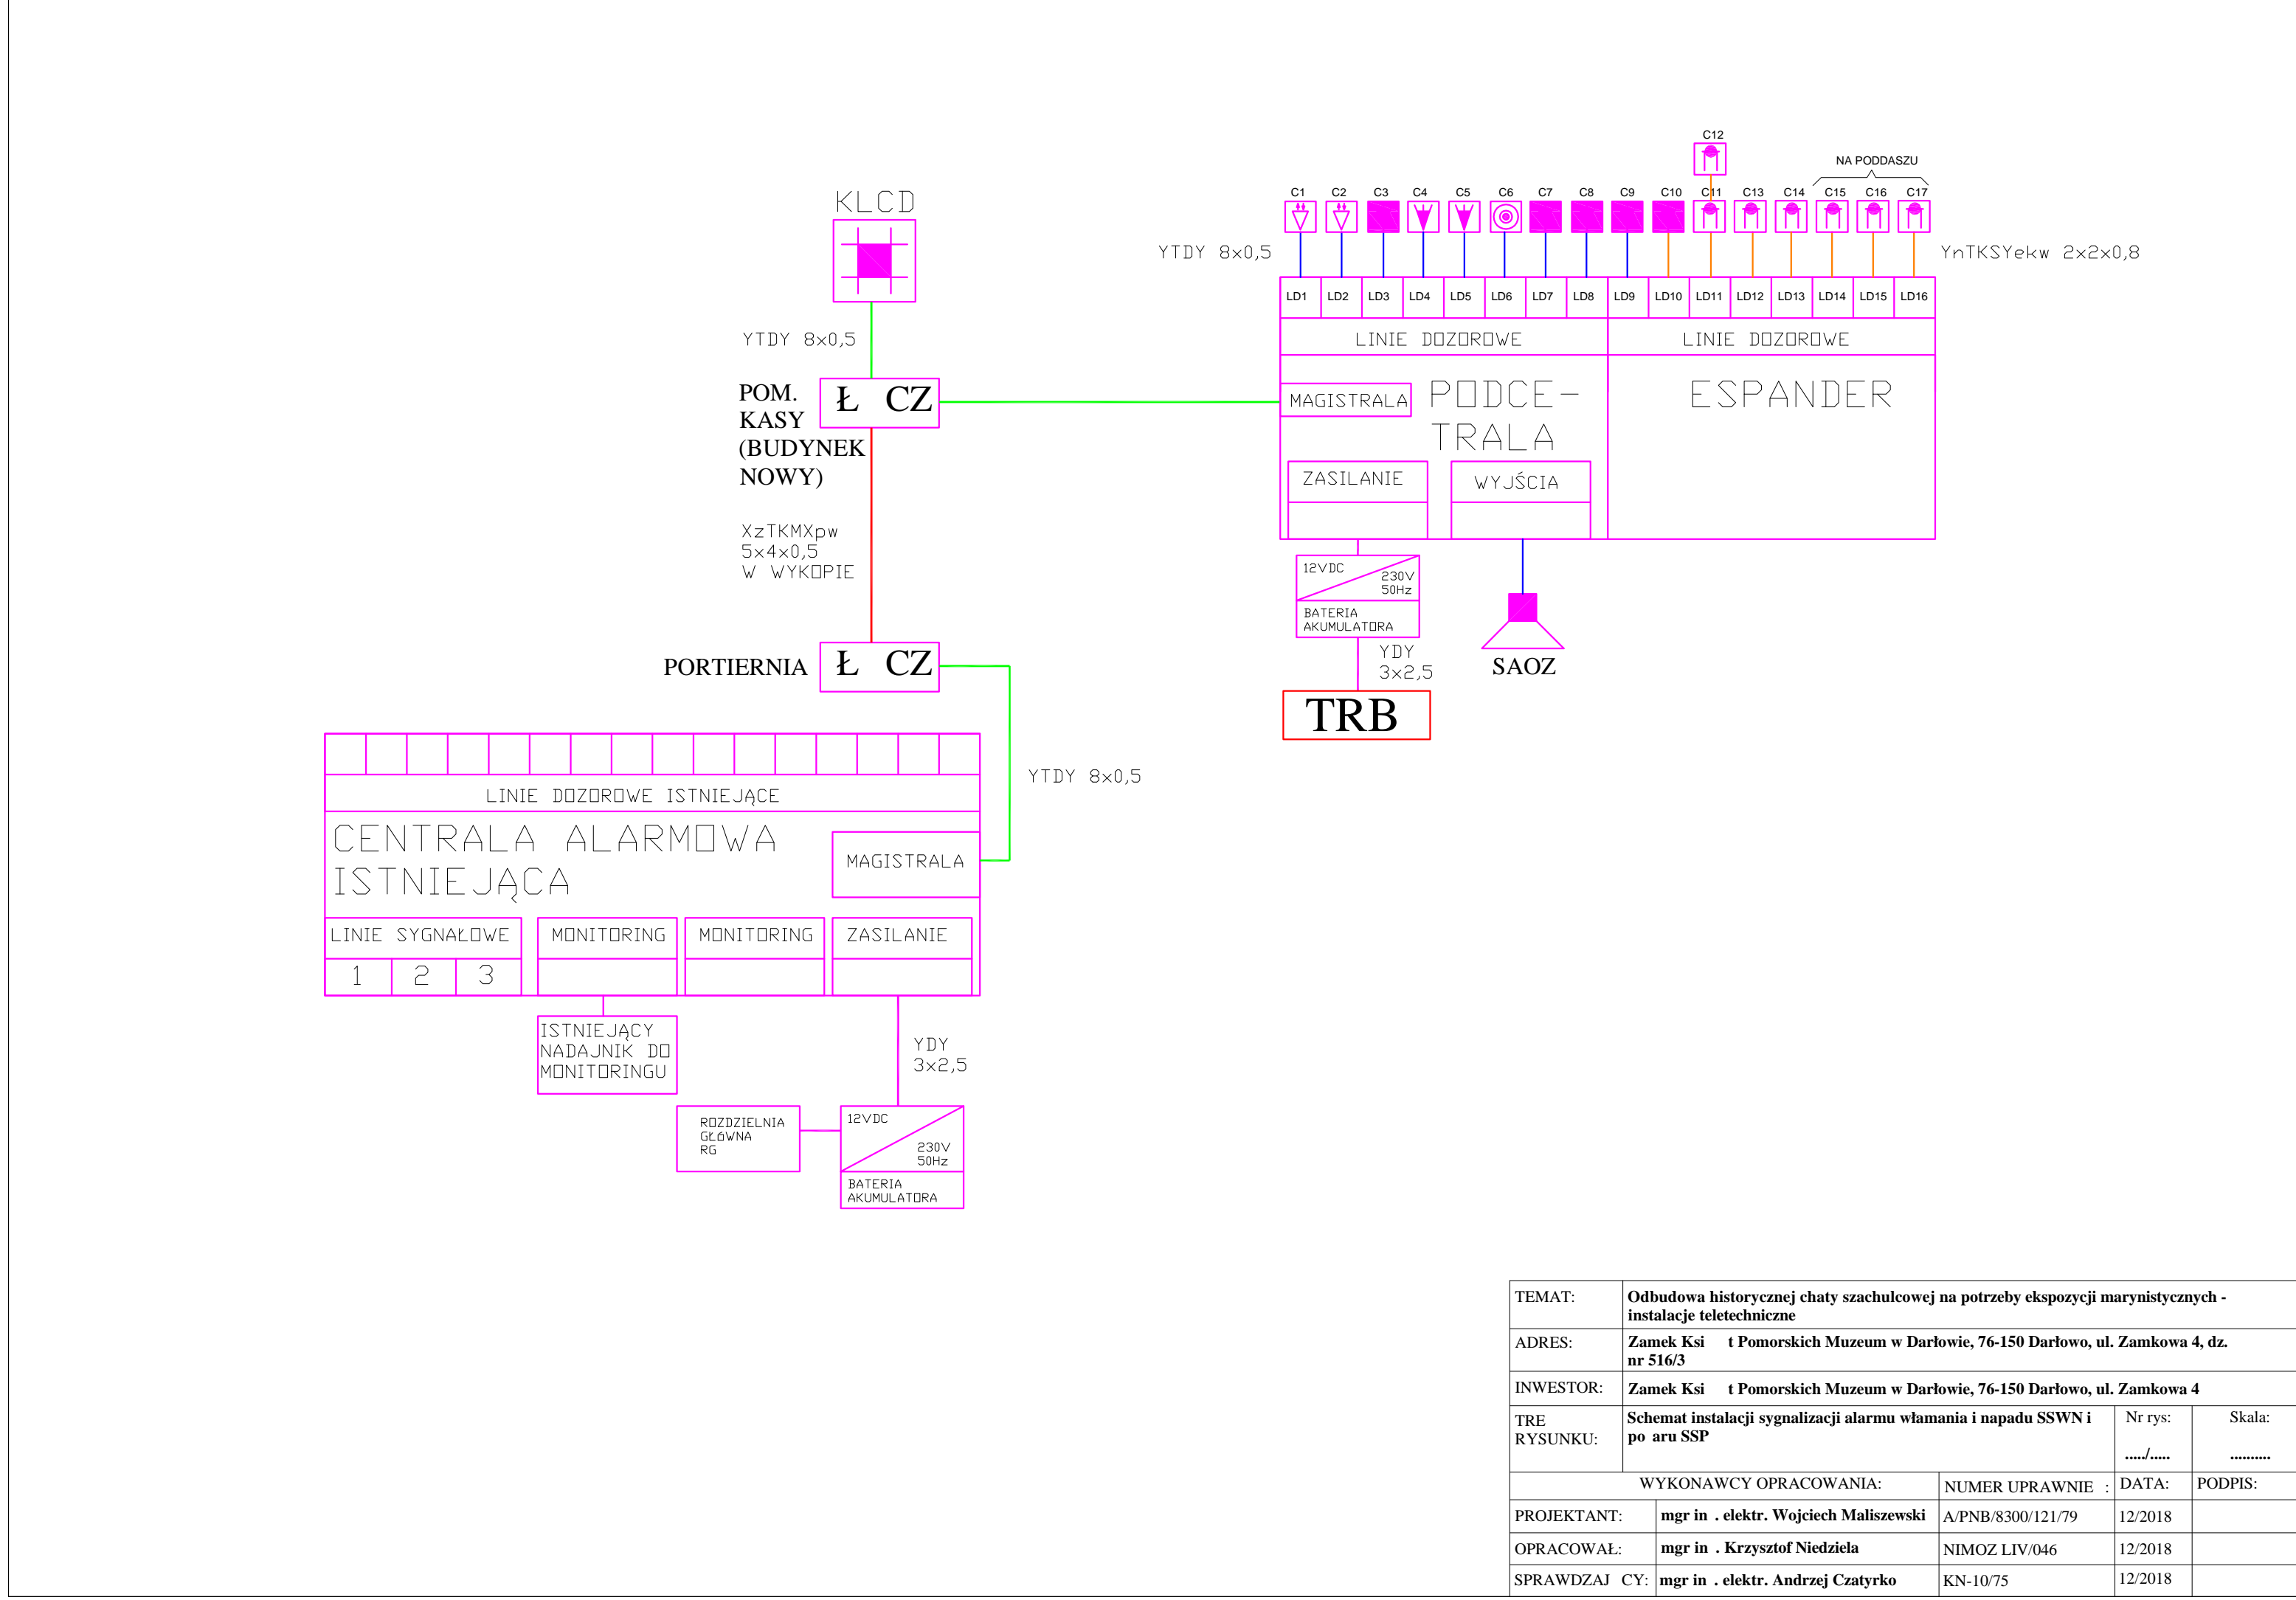 C12
NA PODDASZU
C1 C2 C3 C4 C5 C6 C7 C8 C9 C10 C11 C13 C14 C15 C16 C17
KLCD
YTDY 8x0,5
YnTKSYekw 2x2x0,8
LD1 LD2 LD3 LD4 LD5 LD6 LD7 LD8 LD9 LD10 LD11 LD12 LD13 LD14 LD15 LD16
LINIE DOZOROWE
LINIE DOZOROWE
YTDY 8x0,5
POM.
KASY
(BUDYNEK
NOWY)
Ł CZ
MAGISTRALA
PODCE-
TRALA
ESPANDER
ZASILANIE
WYJŚCIA
XzTKMXpw
5x4x0,5
W WYKOPIE
12VDC
230V
50Hz
BATERIA
AKUMULATORA
YDY
3x2,5
SAOZ
TRB
PORTIERNIA
Ł CZ
YTDY 8x0,5
LINIE DOZOROWE ISTNIEJĄCE
CENTRALA ALARMOWA
ISTNIEJĄCA
MAGISTRALA
LINIE SYGNAŁOWE
1 2 3
MONITORING
MONITORING
ZASILANIE
ISTNIEJĄCY
NADAJNIK DO
MONITORINGU
YDY
3x2,5
ROZDZIELNIA
GŁóWNA
RG
12VDC
230V
50Hz
BATERIA
AKUMULATORA
TEMAT:
Odbudowa historycznej chaty szachulcowej na potrzeby ekspozycji marynistycznych -
instalacje teletechniczne
ADRES:
Zamek Ksi t Pomorskich Muzeum w Darłowie, 76-150 Darłowo, ul. Zamkowa 4, dz.
nr 516/3
INWESTOR:
Zamek Ksi t Pomorskich Muzeum w Darłowie, 76-150 Darłowo, ul. Zamkowa 4
TRE
RYSUNKU:
Schemat instalacji sygnalizacji alarmu włamania i napadu SSWN i
po aru SSP
Nr rys:
...../.....
Skala:
..........
WYKONAWCY OPRACOWANIA:
NUMER UPRAWNIE :
DATA:
PODPIS:
PROJEKTANT:
mgr in . elektr. Wojciech Maliszewski
A/PNB/8300/121/79
12/2018
OPRACOWAŁ:
mgr in . Krzysztof Niedziela
NIMOZ LIV/046
12/2018
SPRAWDZAJ CY:
mgr in . elektr. Andrzej Czatyrko
KN-10/75
12/2018